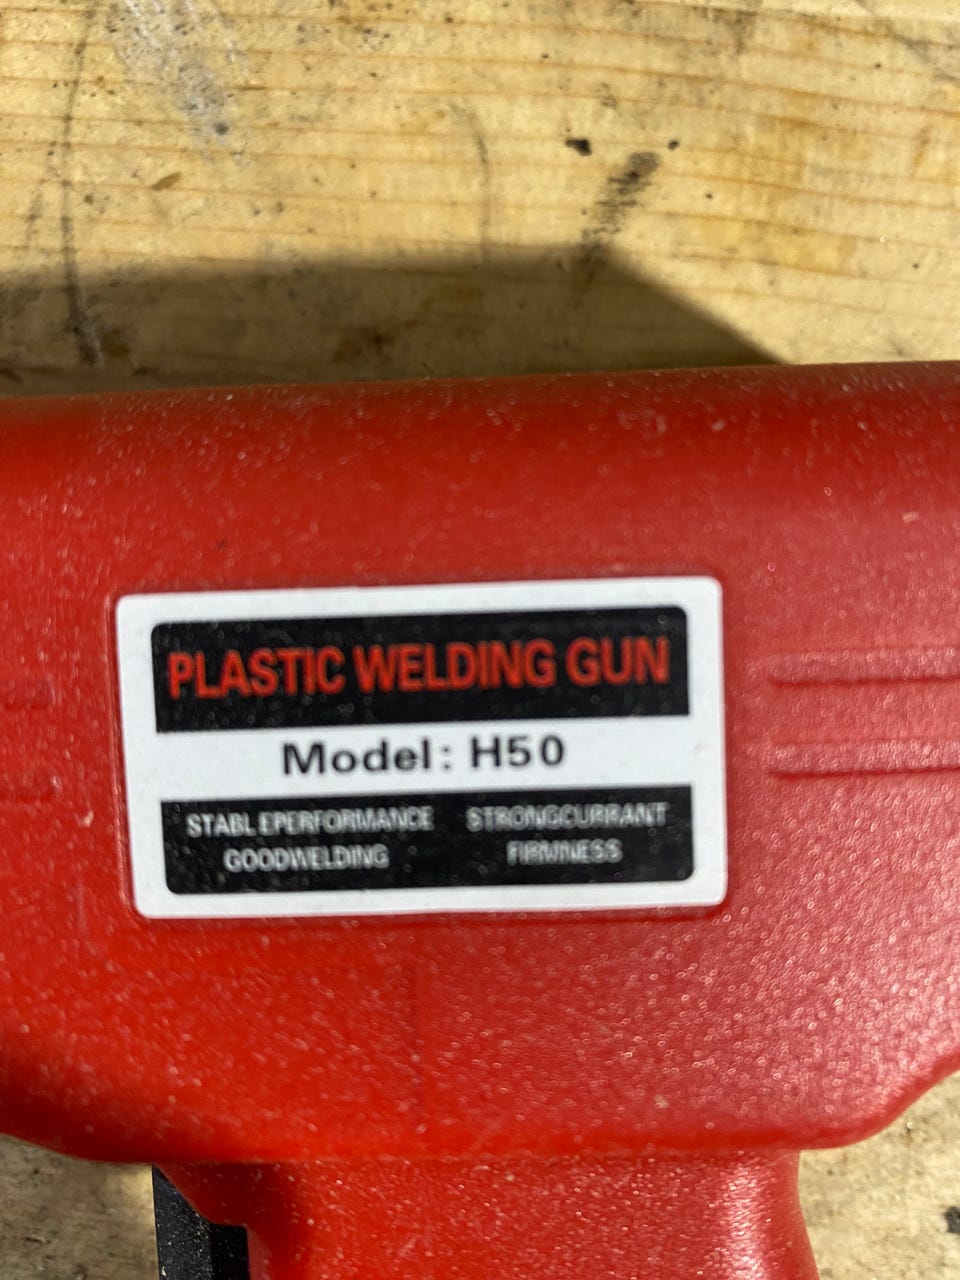 PLASTIC WELDING GUN
Model: H50
STABL EPERFORMANCE STRONGCURRANT
GOODWELDING FIRMNESS